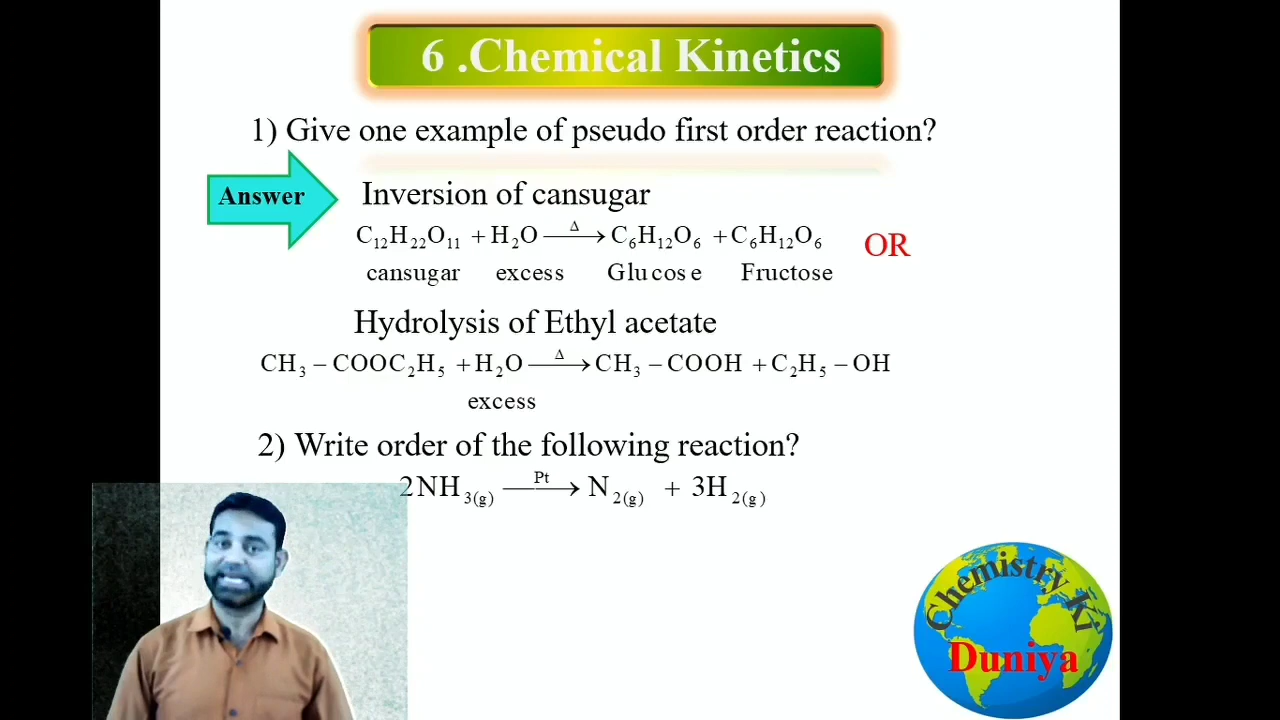 6 .Chemical Kinetics
1) Give one example of pseudo first order reaction?
Answer
Inversion of cansugar
C₁₂H₂₂O₁₁ + H₂O —Δ→ C₆H₁₂O₆ + C₆H₁₂O₆
OR
cansugar excess Glucose Fructose
Hydrolysis of Ethyl acetate
CH₃ – COOC₂H₅ + H₂O —Δ→ CH₃ – COOH + C₂H₅ – OH
excess
2) Write order of the following reaction?
2NH₃(g) —Pt→ N₂(g) + 3H₂(g)
Chemistry Ki
Duniya